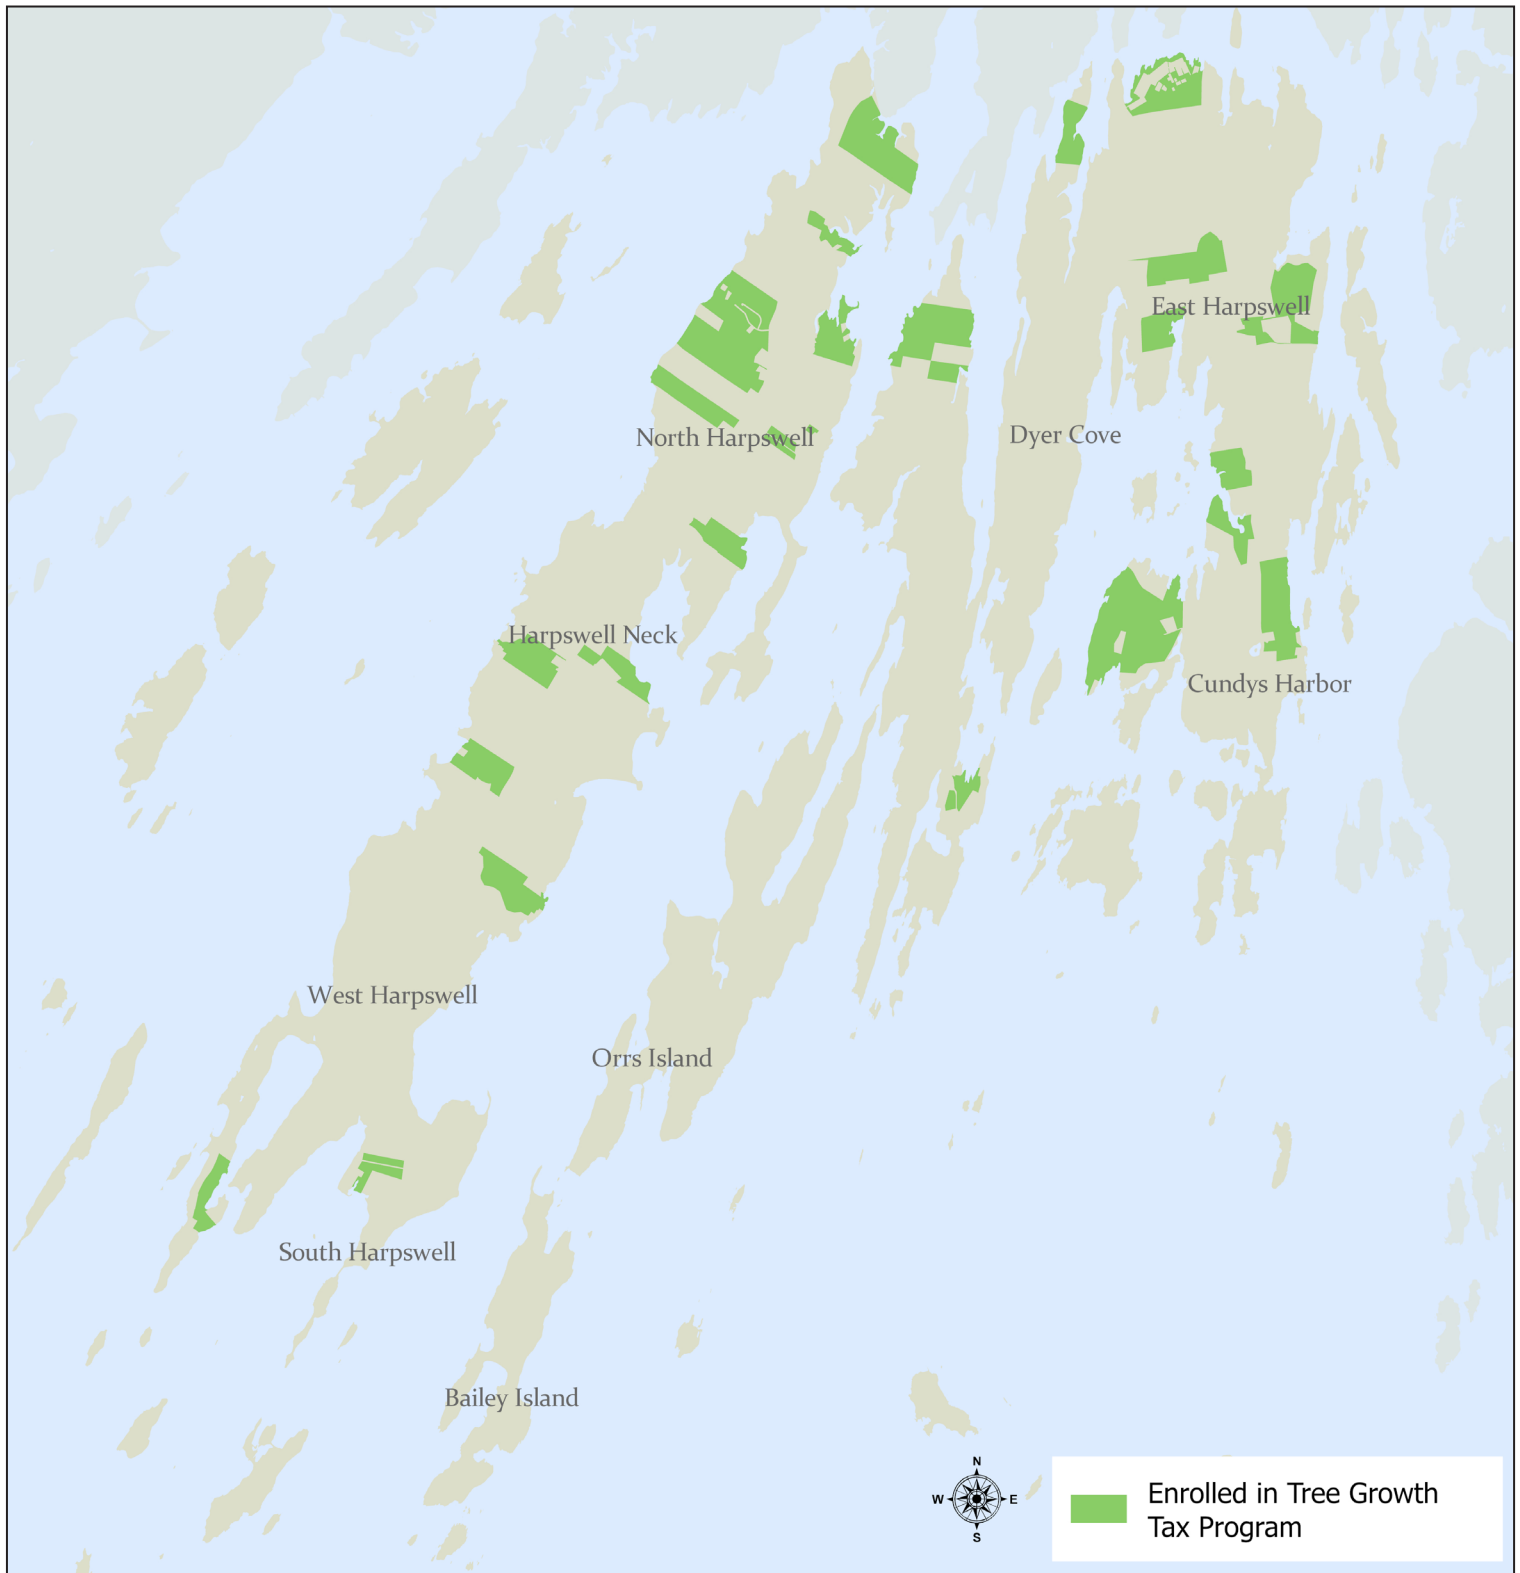 East Harpswell
Dyer Cove
North Harpswell
Harpswell Neck
Cundys Harbor
West Harpswell
Orrs Island
South Harpswell
Bailey Island
N
W E
S
Enrolled in Tree Growth
Tax Program